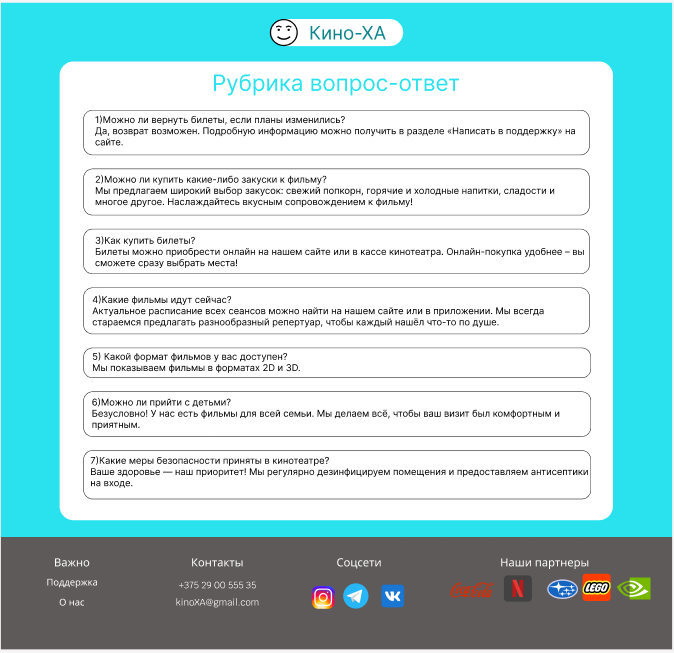 Кино-ХА
Рубрика вопрос-ответ
1)Можно ли вернуть билеты, если планы изменились?
Да, возврат возможен. Подробную информацию можно получить в разделе «Написать в поддержку» на
сайте.
2)Можно ли купить какие-либо закуски к фильму?
Мы предлагаем широкий выбор закусок: свежий попкорн, горячие и холодные напитки, сладости и
многое другое. Наслаждайтесь вкусным сопровождением к фильму!
3)Как купить билеты?
Билеты можно приобрести онлайн на нашем сайте или в кассе кинотеатра. Онлайн-покупка удобнее – вы
сможете сразу выбрать места!
4)Какие фильмы идут сейчас?
Актуальное расписание всех сеансов можно найти на нашем сайте или в приложении. Мы всегда
стараемся предлагать разнообразный репертуар, чтобы каждый нашёл что-то по душе.
5) Какой формат фильмов у вас доступен?
Мы показываем фильмы в форматах 2D и 3D.
6)Можно ли прийти с детьми?
Безусловно! У нас есть фильмы для всей семьи. Мы делаем всё, чтобы ваш визит был комфортным и
приятным.
7)Какие меры безопасности приняты в кинотеатре?
Ваше здоровье — наш приоритет! Мы регулярно дезинфицируем помещения и предоставляем антисептики
на входе.
Важно
Поддержка
О нас
Контакты
+375 29 00 555 35
kinoXA@gmail.com
Соцсети
Наши партнеры
Coca-Cola
N
LEGO